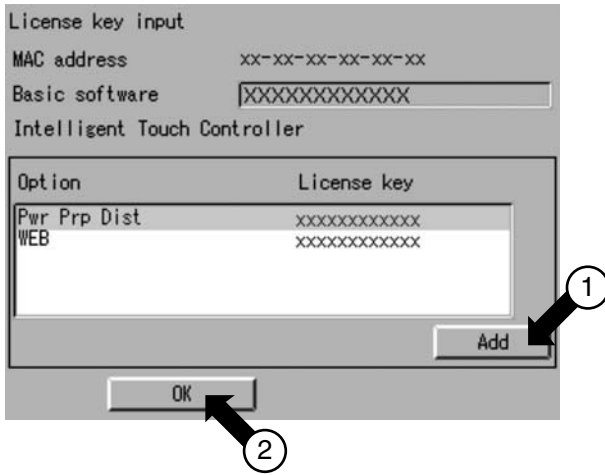 License key input
MAC address xx-xx-xx-xx-xx-xx
Basic software XXXXXXXXXXXX
Intelligent Touch Controller
Option License key
Pwr Prp Dist xxxxxxxxxxxx
WEB xxxxxxxxxxxx
1
Add
OK
2